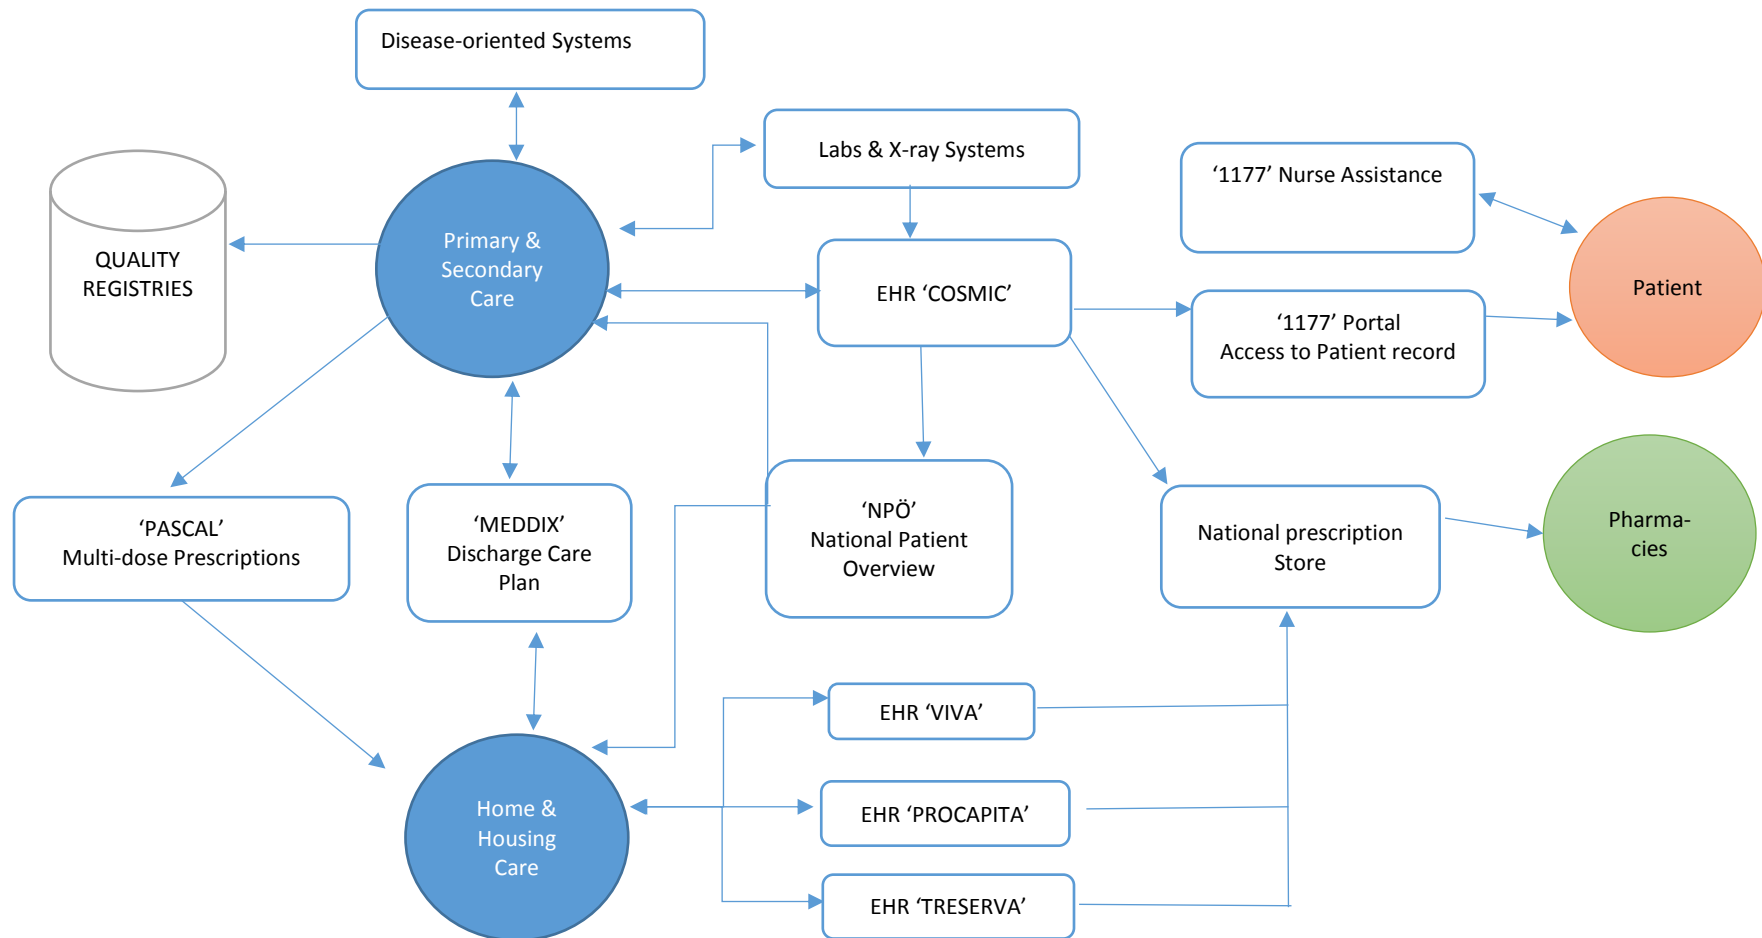 Disease-oriented Systems
Labs & X-ray Systems
‘1177’ Nurse Assistance
QUALITY
REGISTRIES
Primary &
Secondary
Care
EHR ‘COSMIC’
‘1177’ Portal
Access to Patient record
Patient
‘PASCAL’
Multi-dose Prescriptions
‘MEDDIX’
Discharge Care
Plan
‘NPÖ’
National Patient
Overview
National prescription
Store
Pharma-
cies
EHR ‘VIVA’
EHR ‘PROCAPITA’
EHR ‘TRESERVA’
Home &
Housing
Care